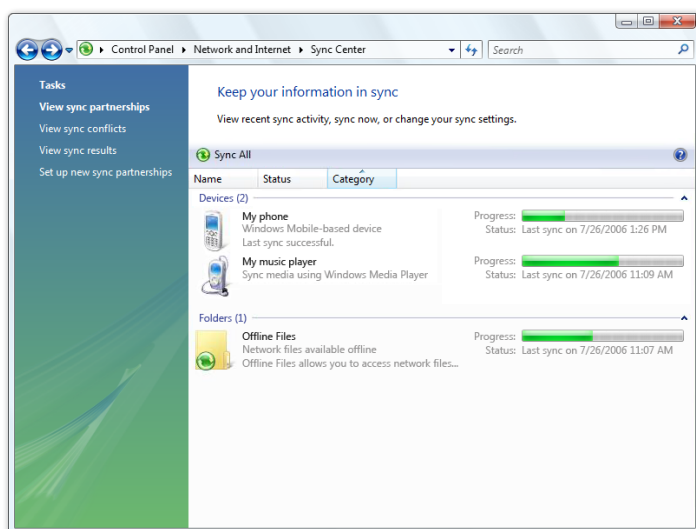 Control Panel Network and Internet Sync Center
Search
Tasks
View sync partnerships
View sync conflicts
View sync results
Set up new sync partnerships
Keep your information in sync
View recent sync activity, sync now, or change your sync settings.
Sync All
Name Status Category
Devices (2)
My phone
Windows Mobile-based device
Last sync successful.
Progress:
Status: Last sync on 7/26/2006 1:26 PM
My music player
Sync media using Windows Media Player
Progress:
Status: Last sync on 7/26/2006 11:09 AM
Folders (1)
Offline Files
Network files available offline
Offline Files allows you to access network files...
Progress:
Status: Last sync on 7/26/2006 11:07 AM